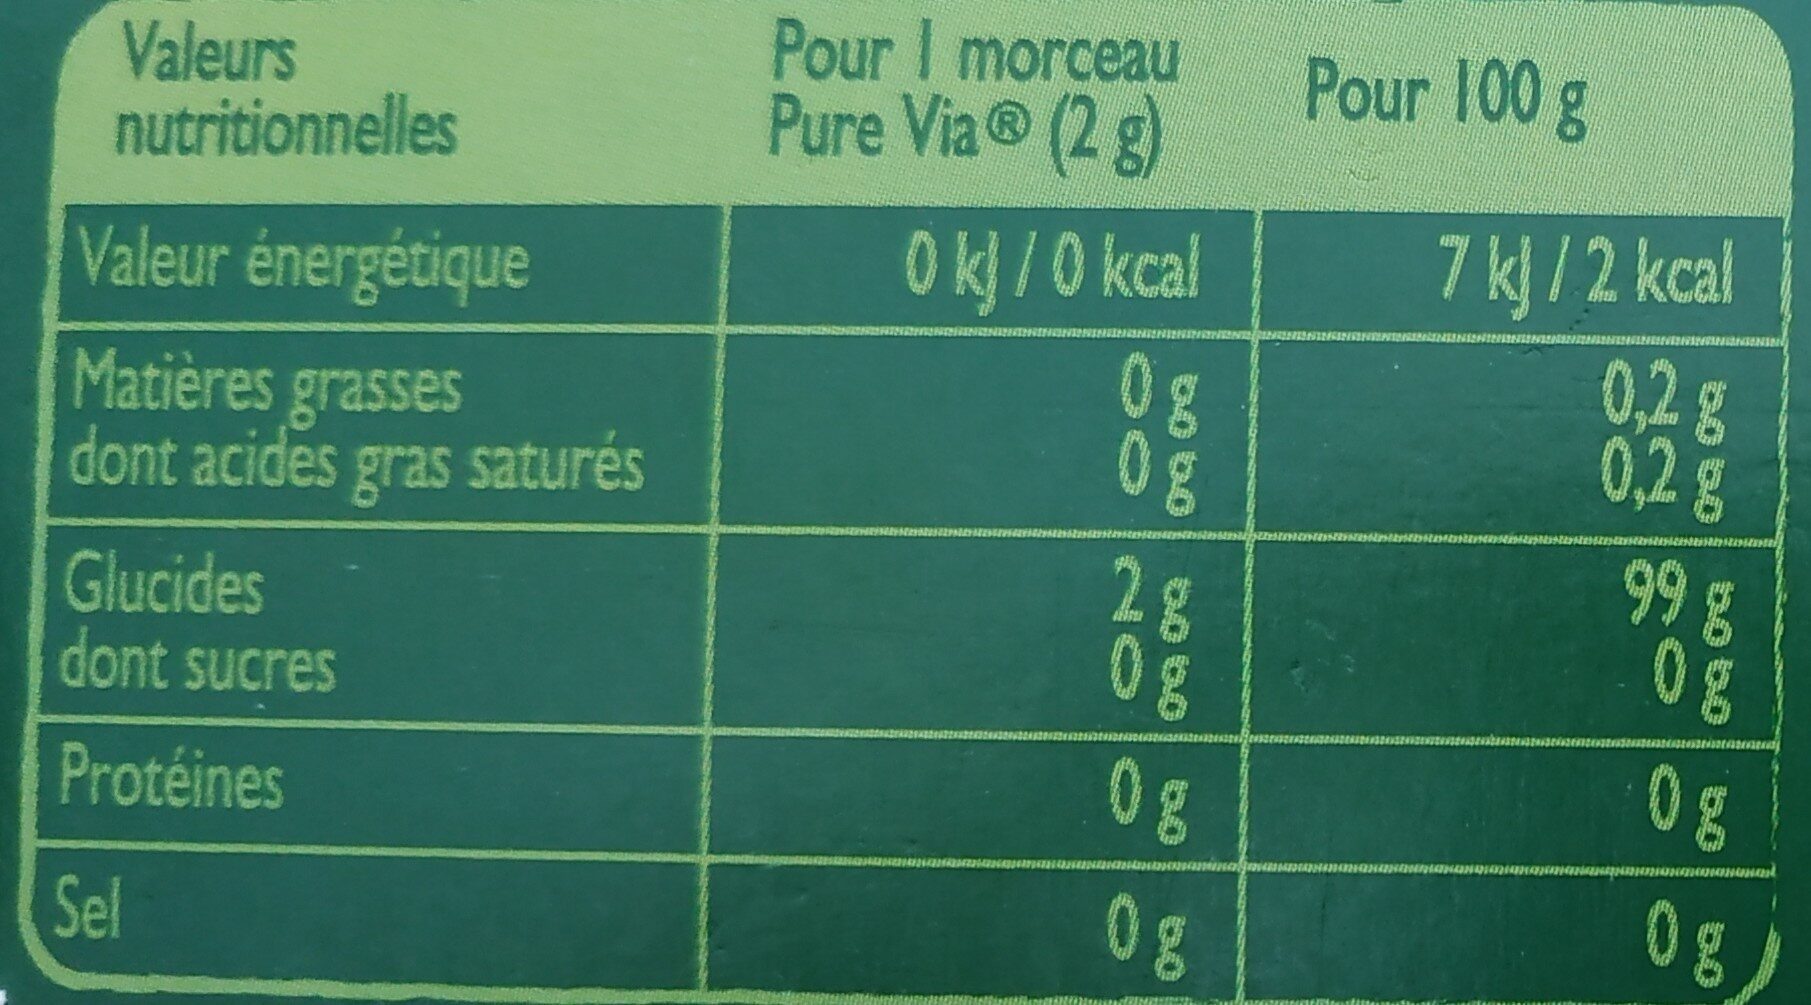 Valeurs nutritionnelles Pour 1 morceau Pure Via® (2 g) Pour 100 g
Valeur énergétique 0 kJ / 0 kcal 7 kJ / 2 kcal
Matières grasses 0 g 0,2 g
dont acides gras saturés 0 g 0,2 g
Glucides 2 g 99 g
dont sucres 0 g 0 g
Protéines 0 g 0 g
Sel 0 g 0 g